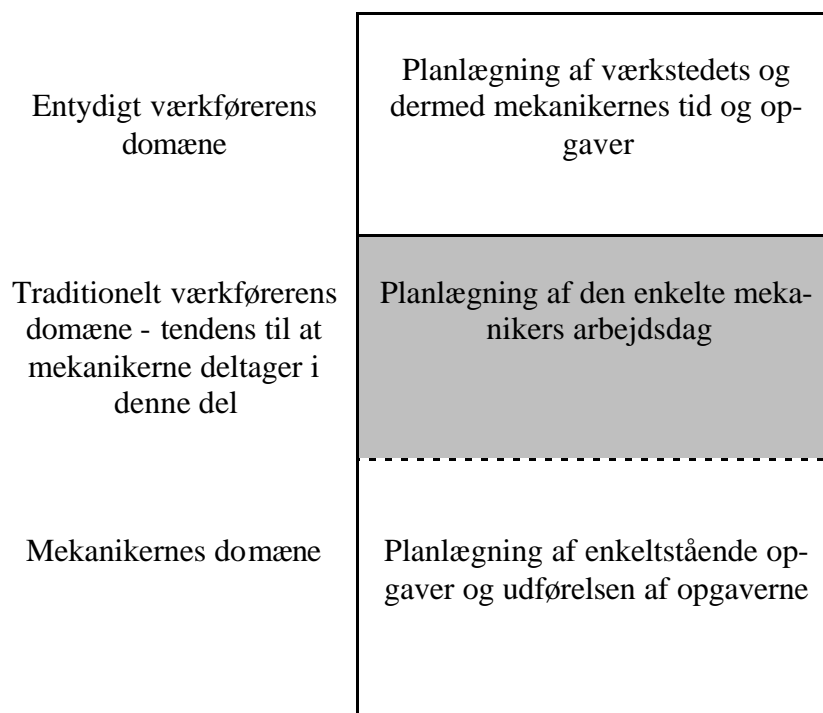 Entydigt værkførerens
domæne
Planlægning af værkstedets og
dermed mekanikernes tid og op-
gaver
Traditionelt værkførerens
domæne - tendens til at
mekanikerne deltager i
denne del
Planlægning af den enkelte meka-
nikers arbejdsdag
Mekanikernes domæne
Planlægning af enkeltstående op-
gaver og udførelsen af opgaverne